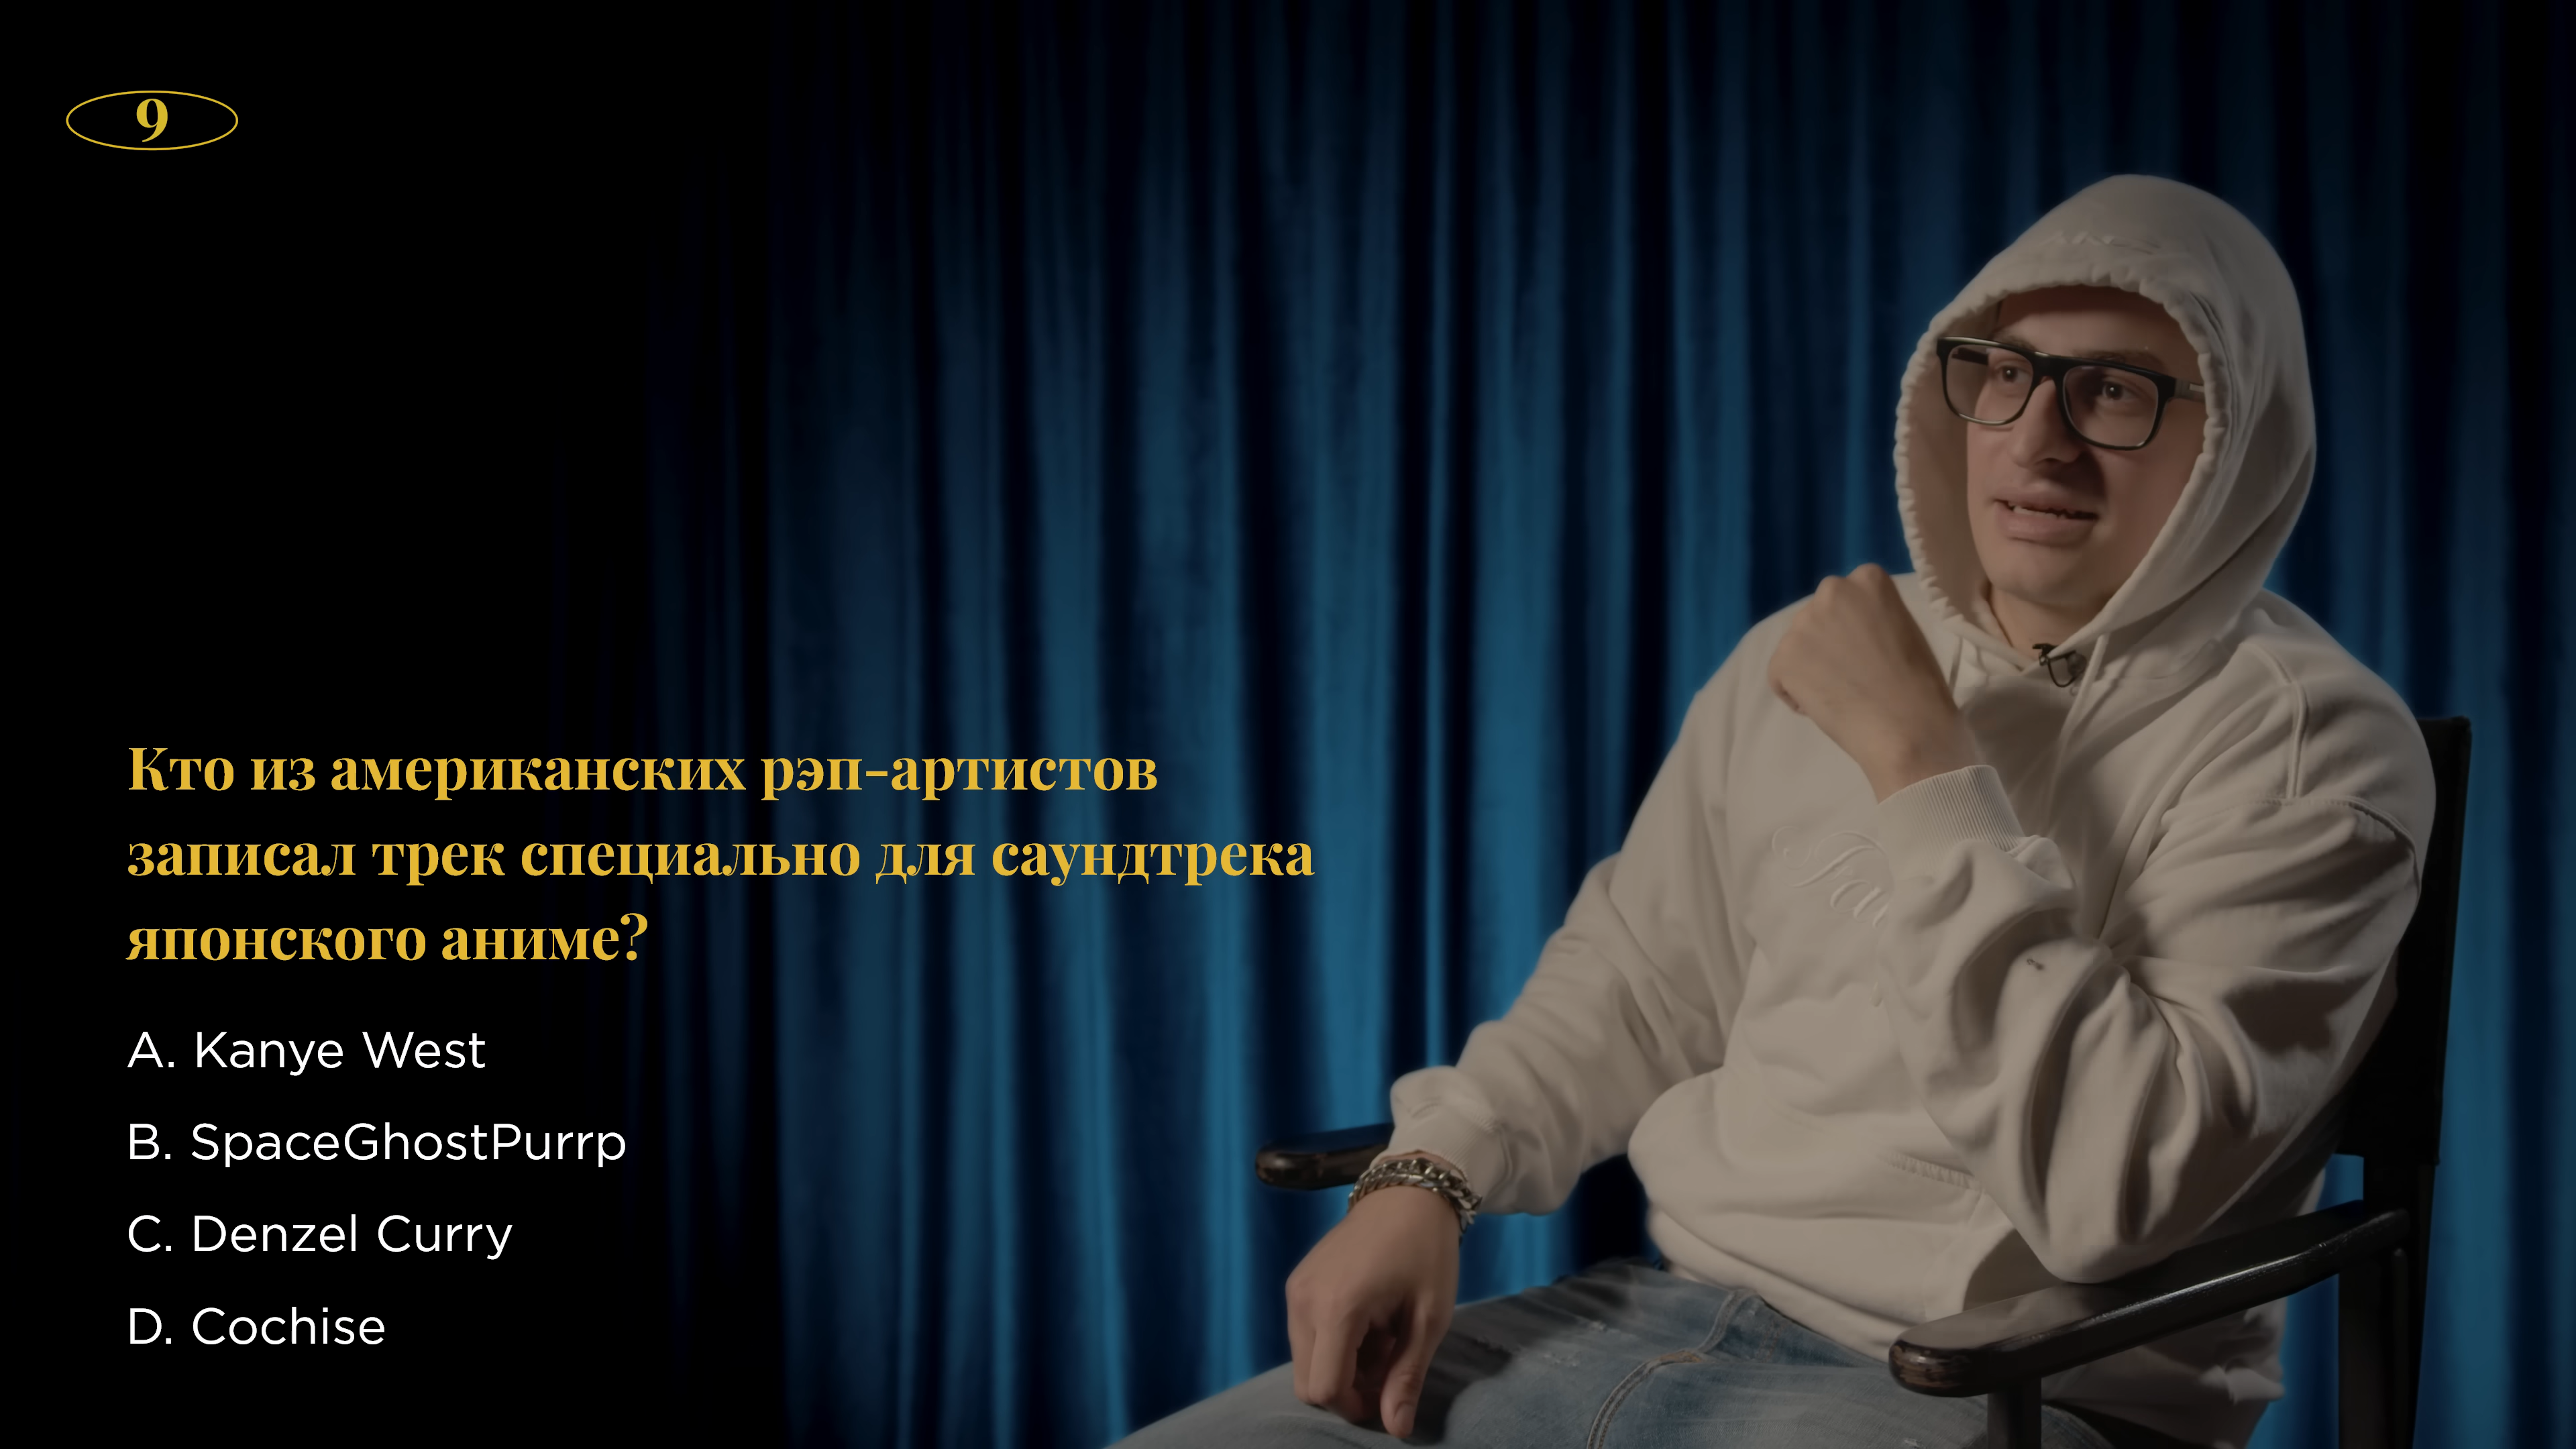 9
Кто из американских рэп-артистов
записал трек специально для саундтрека
японского аниме?
A. Kanye West
B. SpaceGhostPurrp
C. Denzel Curry
D. Cochise